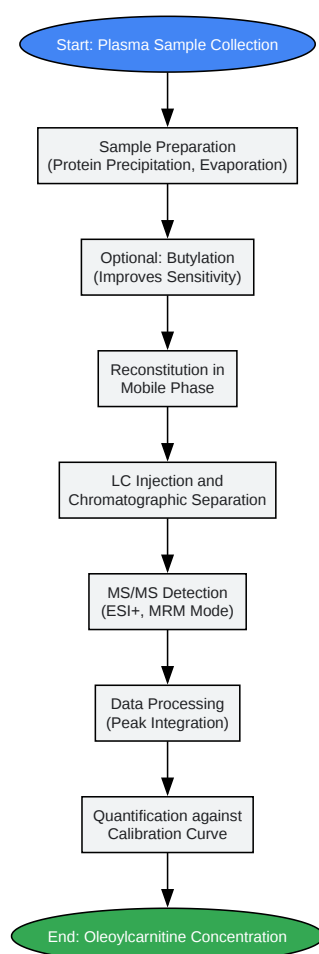 Start: Plasma Sample Collection
Sample Preparation
(Protein Precipitation, Evaporation)
Optional: Butylation
(Improves Sensitivity)
Reconstitution in
Mobile Phase
LC Injection and
Chromatographic Separation
MS/MS Detection
(ESI+, MRM Mode)
Data Processing
(Peak Integration)
Quantification against
Calibration Curve
End: Oleoylcarnitine Concentration